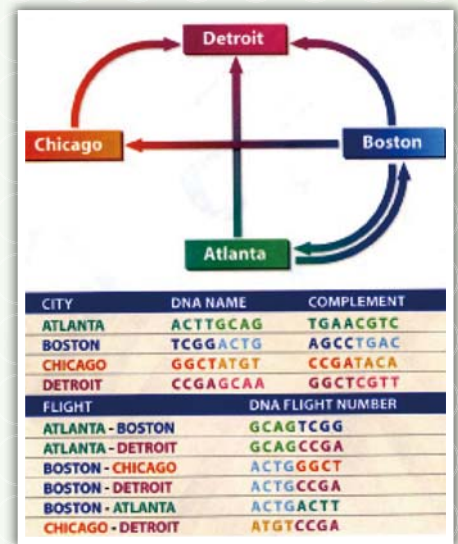 Detroit
Chicago
Boston
Atlanta
CITY DNA NAME COMPLEMENT
ATLANTA ACTTGCAG TGAACGTC
BOSTON TCGGACTG AGCCTGAC
CHICAGO GGCTATGT CCGATACA
DETROIT CCGAGCAA GGCTCGTT
FLIGHT DNA FLIGHT NUMBER
ATLANTA - BOSTON GCAGTCGG
ATLANTA - DETROIT GCAGCCGA
BOSTON - CHICAGO ACTGGGCT
BOSTON - DETROIT ACTGCCGA
BOSTON - ATLANTA ACTGACTT
CHICAGO - DETROIT ATGTCCGA